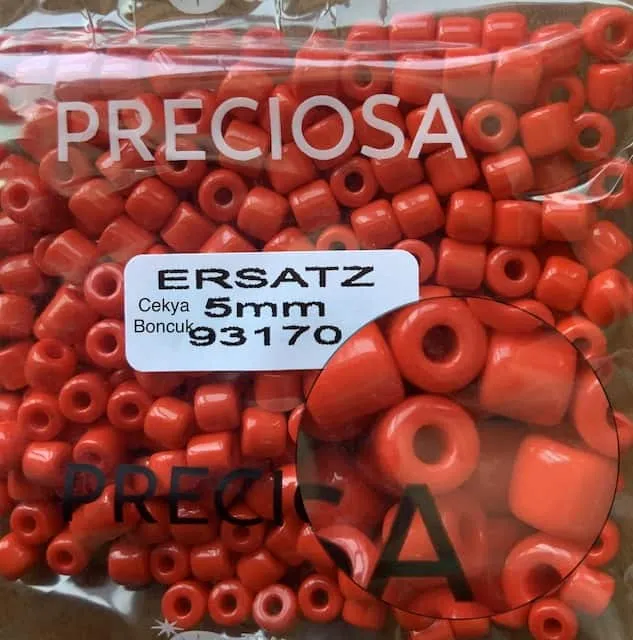 PRECIOSA
ERSATZ
Cekya 5mm
Boncuk 93170
PRECIOSA